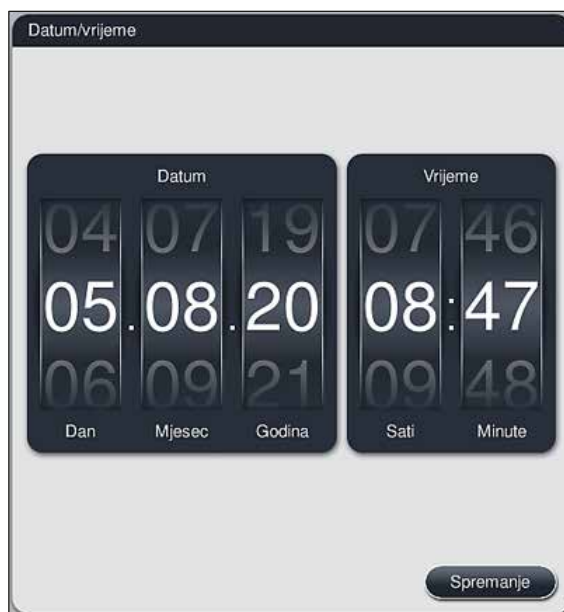 Datum/vrijeme
Datum
Vrijeme
04 07 19 07 46
05.08.20 08:47
06 09 21 09 48
Dan Mjesec Godina Sati Minute
Spremanje